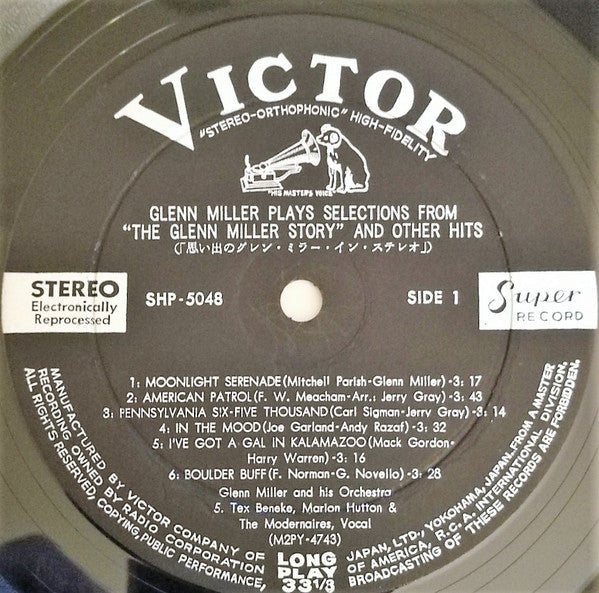 VICTOR
"STEREO-ORTHOPHONIC" HIGH-FIDELITY
"HIS MASTER'S VOICE"
GLENN MILLER PLAYS SELECTIONS FROM
"THE GLENN MILLER STORY" AND OTHER HITS
(「思い出のグレン・ミラー・イン・ステレオ」)
STEREO
Electronically
Reprocessed
SHP-5048
SIDE 1
Super
RECORD
1: MOONLIGHT SERENADE(Mitchell Parish-Glenn Miller)-3: 17
2: AMERICAN PATROL(F. W. Meacham-Arr.: Jerry Gray)-3: 43
3: PENNSYLVANIA SIX-FIVE THOUSAND(Carl Sigman-Jerry Gray)-3: 14
4: IN THE MOOD(Joe Garland-Andy Razaf)-3: 32
5: I'VE GOT A GAL IN KALAMAZOO(Mack Gordon-
Harry Warren)-3: 16
6: BOULDER BUFF(F. Norman-G. Novello)-3: 28
Glenn Miller and his Orchestra
5. Tex Beneke, Marion Hutton &
The Modernaires, Vocal
(M2PY-4743)
LONG
PLAY
33 1/3
MANUFACTURED BY VICTOR COMPANY OF JAPAN, LTD., YOKOHAMA, JAPAN. FROM A MASTER
RECORDING OWNED BY RADIO CORPORATION OF AMERICA, R.C.A. INTERNATIONAL DIVISION.
ALL RIGHTS RESERVED, COPYING, PUBLIC PERFORMANCE, BROADCASTING OF THESE RECORDS ARE FORBIDDEN.